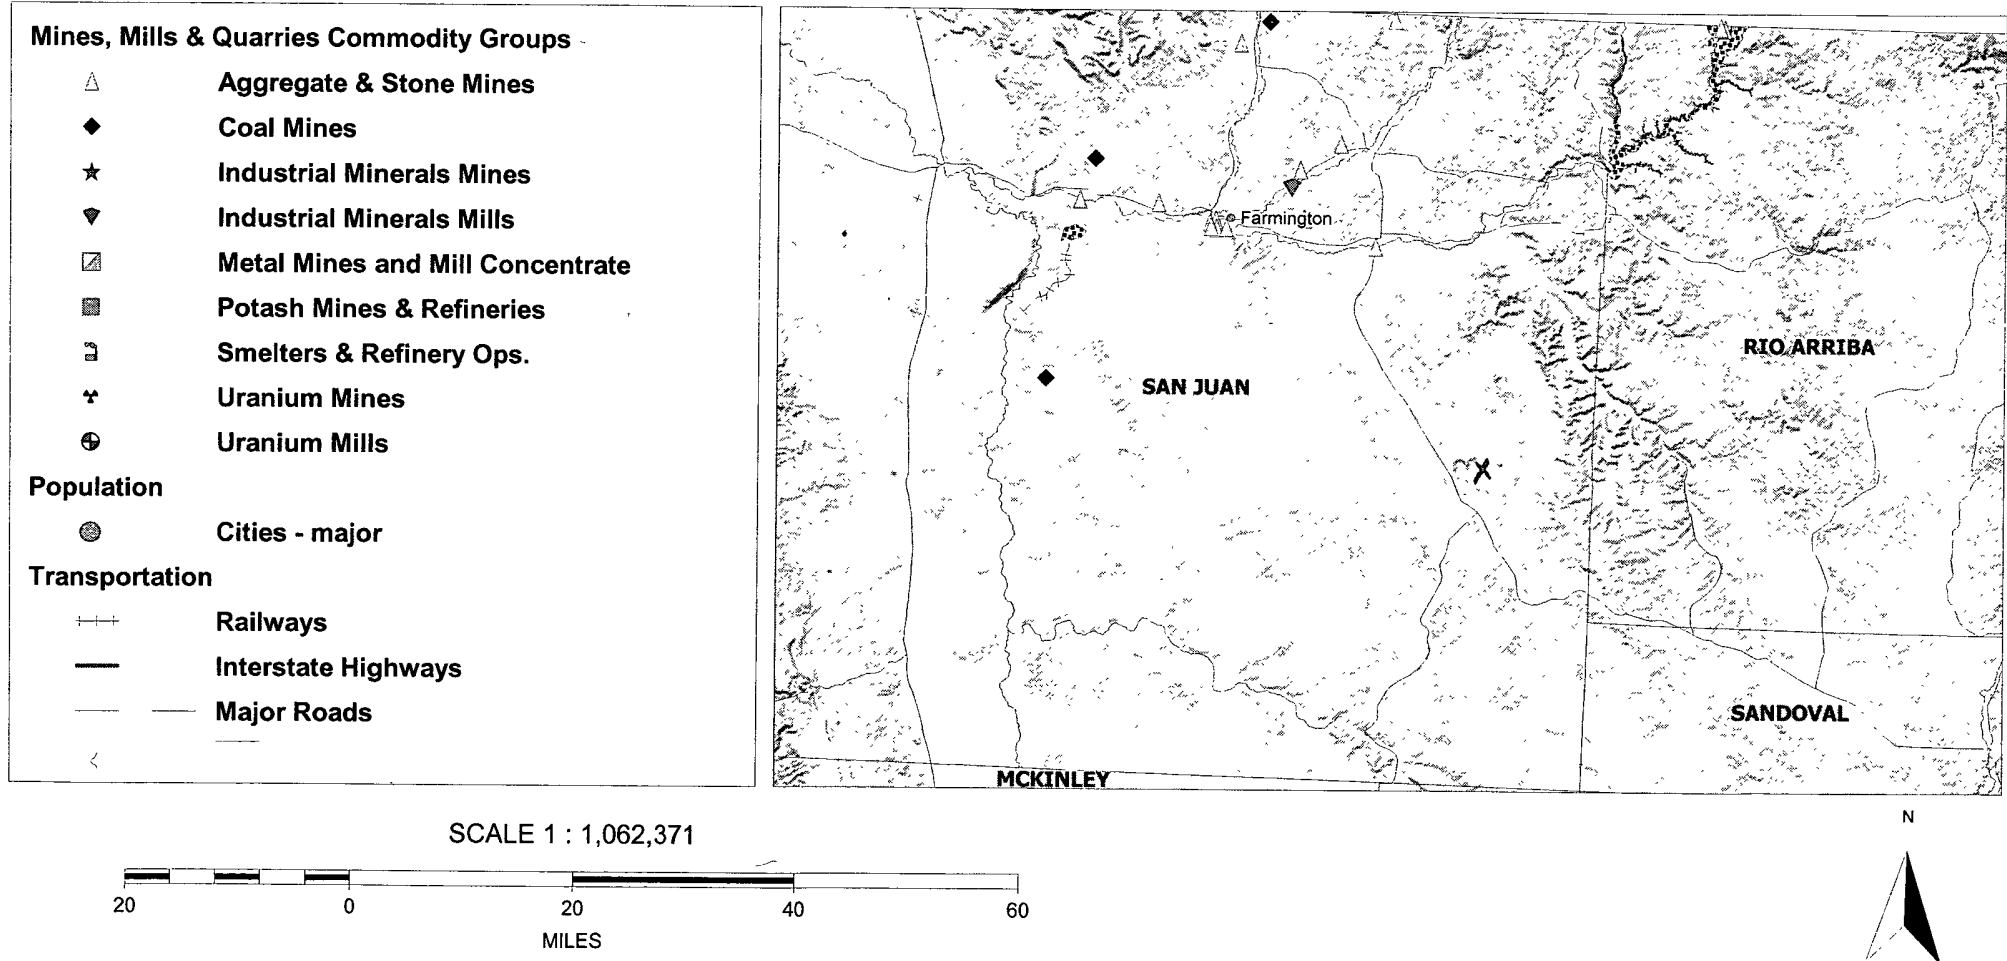 Mines, Mills & Quarries Commodity Groups
Aggregate & Stone Mines
Coal Mines
Industrial Minerals Mines
Industrial Minerals Mills
Metal Mines and Mill Concentrate
Potash Mines & Refineries
Smelters & Refinery Ops.
Uranium Mines
Uranium Mills
Population
Cities - major
Transportation
Railways
Interstate Highways
Major Roads
Farmington
RIO ARRIBA
SAN JUAN
X
SANDOVAL
MCKINLEY
SCALE 1 : 1,062,371
20 0 20 40 60
MILES
N